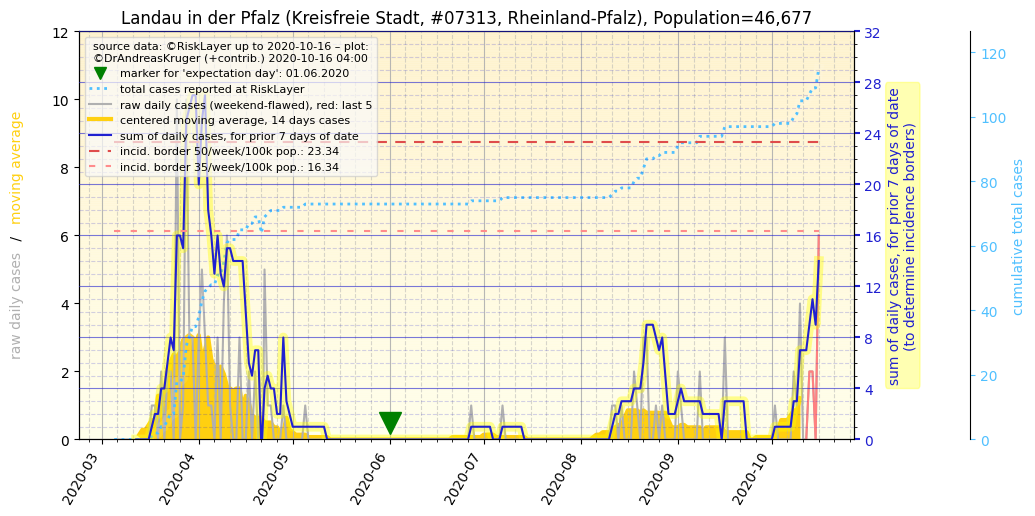 Landau in der Pfalz (Kreisfreie Stadt, #07313, Rheinland-Pfalz), Population=46,677
source data: ©RiskLayer up to 2020-10-16 – plot:
©DrAndreasKruger (+contrib.) 2020-10-16 04:00
marker for 'expectation day': 01.06.2020
total cases reported at RiskLayer
raw daily cases (weekend-flawed), red: last 5
centered moving average, 14 days cases
sum of daily cases, for prior 7 days of date
incid. border 50/week/100k pop.: 23.34
incid. border 35/week/100k pop.: 16.34
raw daily cases / moving average
12
10
8
6
4
2
0
2020-03
2020-04
2020-05
2020-06
2020-07
2020-08
2020-09
2020-10
32
28
24
20
16
12
8
4
0
sum of daily cases, for prior 7 days of date
(to determine incidence borders)
120
100
80
60
40
20
0
cumulative total cases